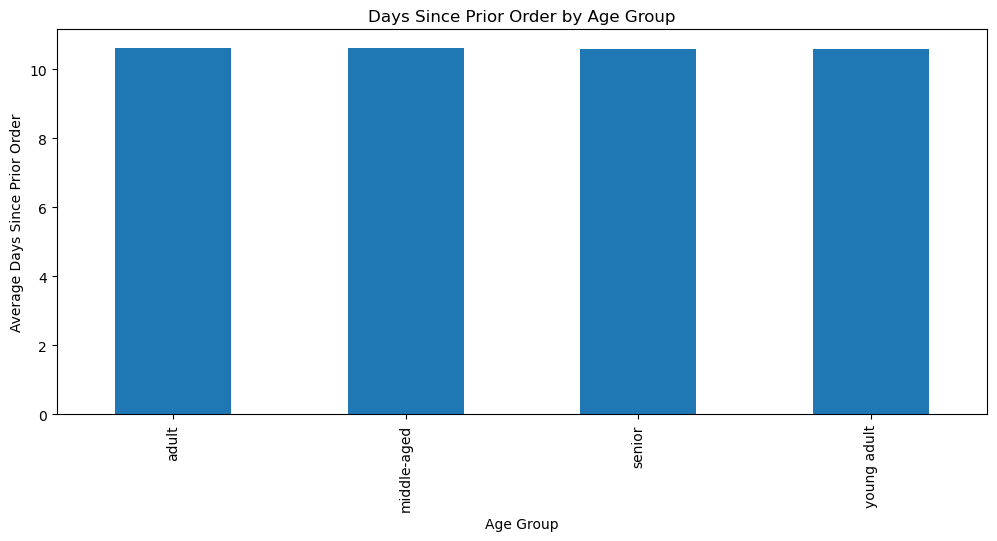 Days Since Prior Order by Age Group
Average Days Since Prior Order
10
8
6
4
2
0
adult
middle-aged
senior
young adult
Age Group